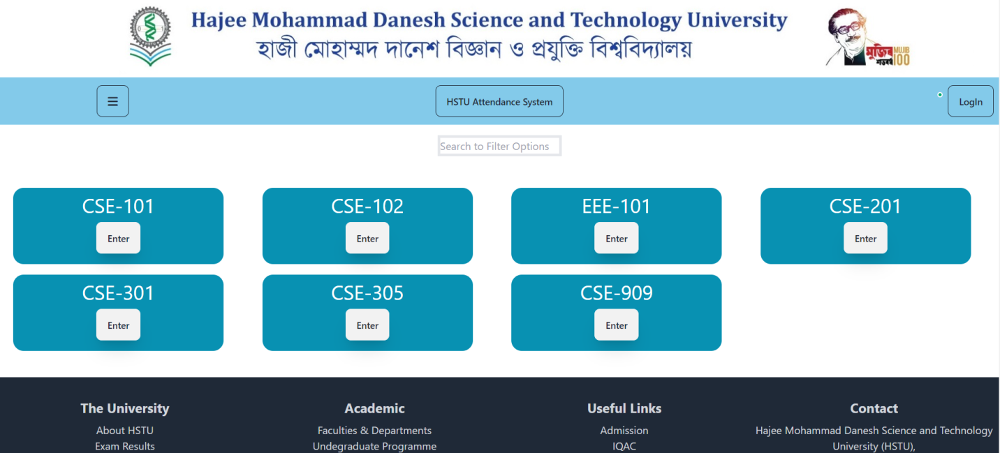 Hajee Mohammad Danesh Science and Technology University
হাজী মোহাম্মদ দানেশ বিজ্ঞান ও প্রযুক্তি বিশ্ববিদ্যালয়
মুজিব MUJIB
শতবর্ষ 100
HSTU Attendance System
LogIn
Search to Filter Options
CSE-101
Enter
CSE-102
Enter
EEE-101
Enter
CSE-201
Enter
CSE-301
Enter
CSE-305
Enter
CSE-909
Enter
The University
About HSTU
Exam Results
Academic
Faculties & Departments
Undegraduate Programme
Useful Links
Admission
IQAC
Contact
Hajee Mohammad Danesh Science and Technology
University (HSTU),